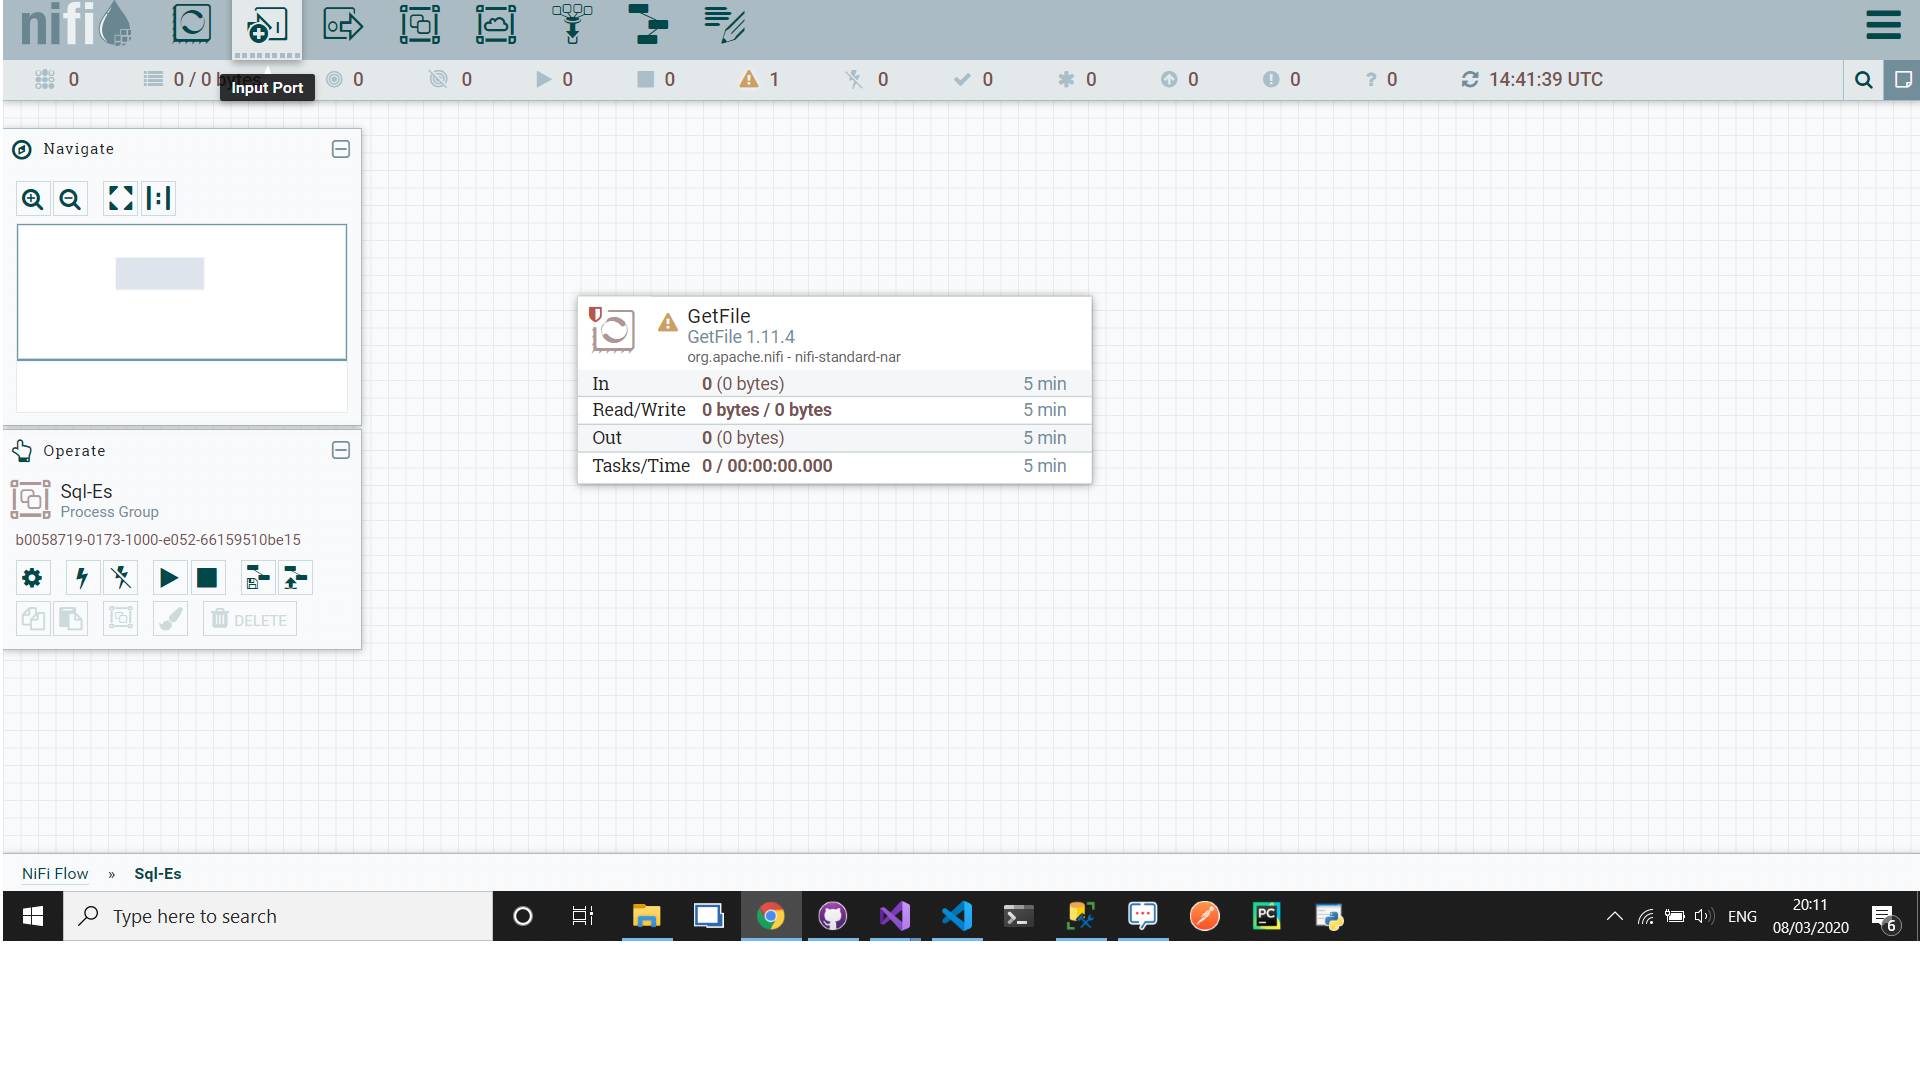 nifi
I
0
0 / 0 bytes
0
0
0
0
1
0
0
0
0
0
0
14:41:39 UTC
Input Port
Navigate
GetFile
GetFile 1.11.4
org.apache.nifi - nifi-standard-nar
In 0 (0 bytes) 5 min
Read/Write 0 bytes / 0 bytes 5 min
Out 0 (0 bytes) 5 min
Tasks/Time 0 / 00:00:00.000 5 min
Operate
Sql-Es
Process Group
b0058719-0173-1000-e052-66159510be15
DELETE
NiFi Flow » Sql-Es
Type here to search
PC
ENG
20:11
08/03/2020
6